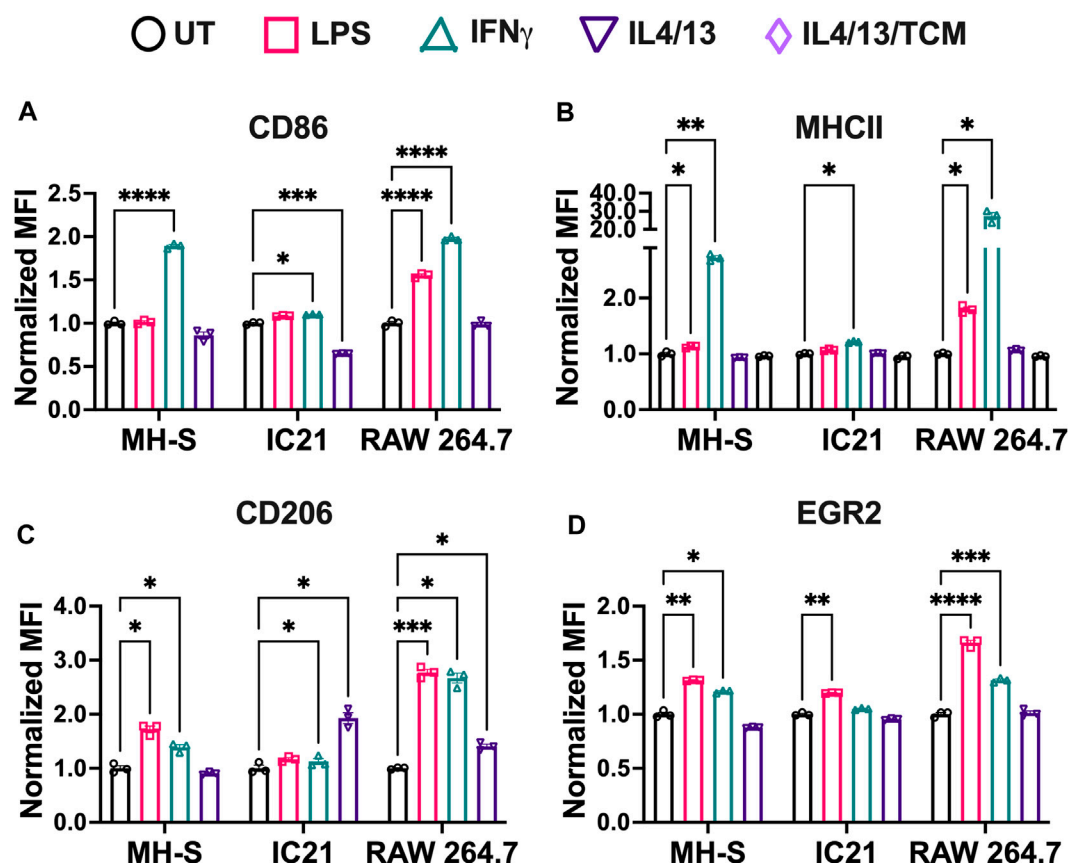 UT LPS IFNγ IL4/13 IL4/13/TCM
A
CD86
Normalized MFI
2.5
2.0
1.5
1.0
0.5
0.0
****
***
*
****
****
MH-S IC21 RAW 264.7
B
MHCII
Normalized MFI
40.0
30.0
20.0
2.0
1.0
0.0
**
*
*
*
*
MH-S IC21 RAW 264.7
C
CD206
Normalized MFI
4.0
3.0
2.0
1.0
0.0
*
*
*
*
*
*
***
MH-S IC21 RAW 264.7
D
EGR2
Normalized MFI
2.0
1.5
1.0
0.5
0.0
*
**
**
***
****
MH-S IC21 RAW 264.7